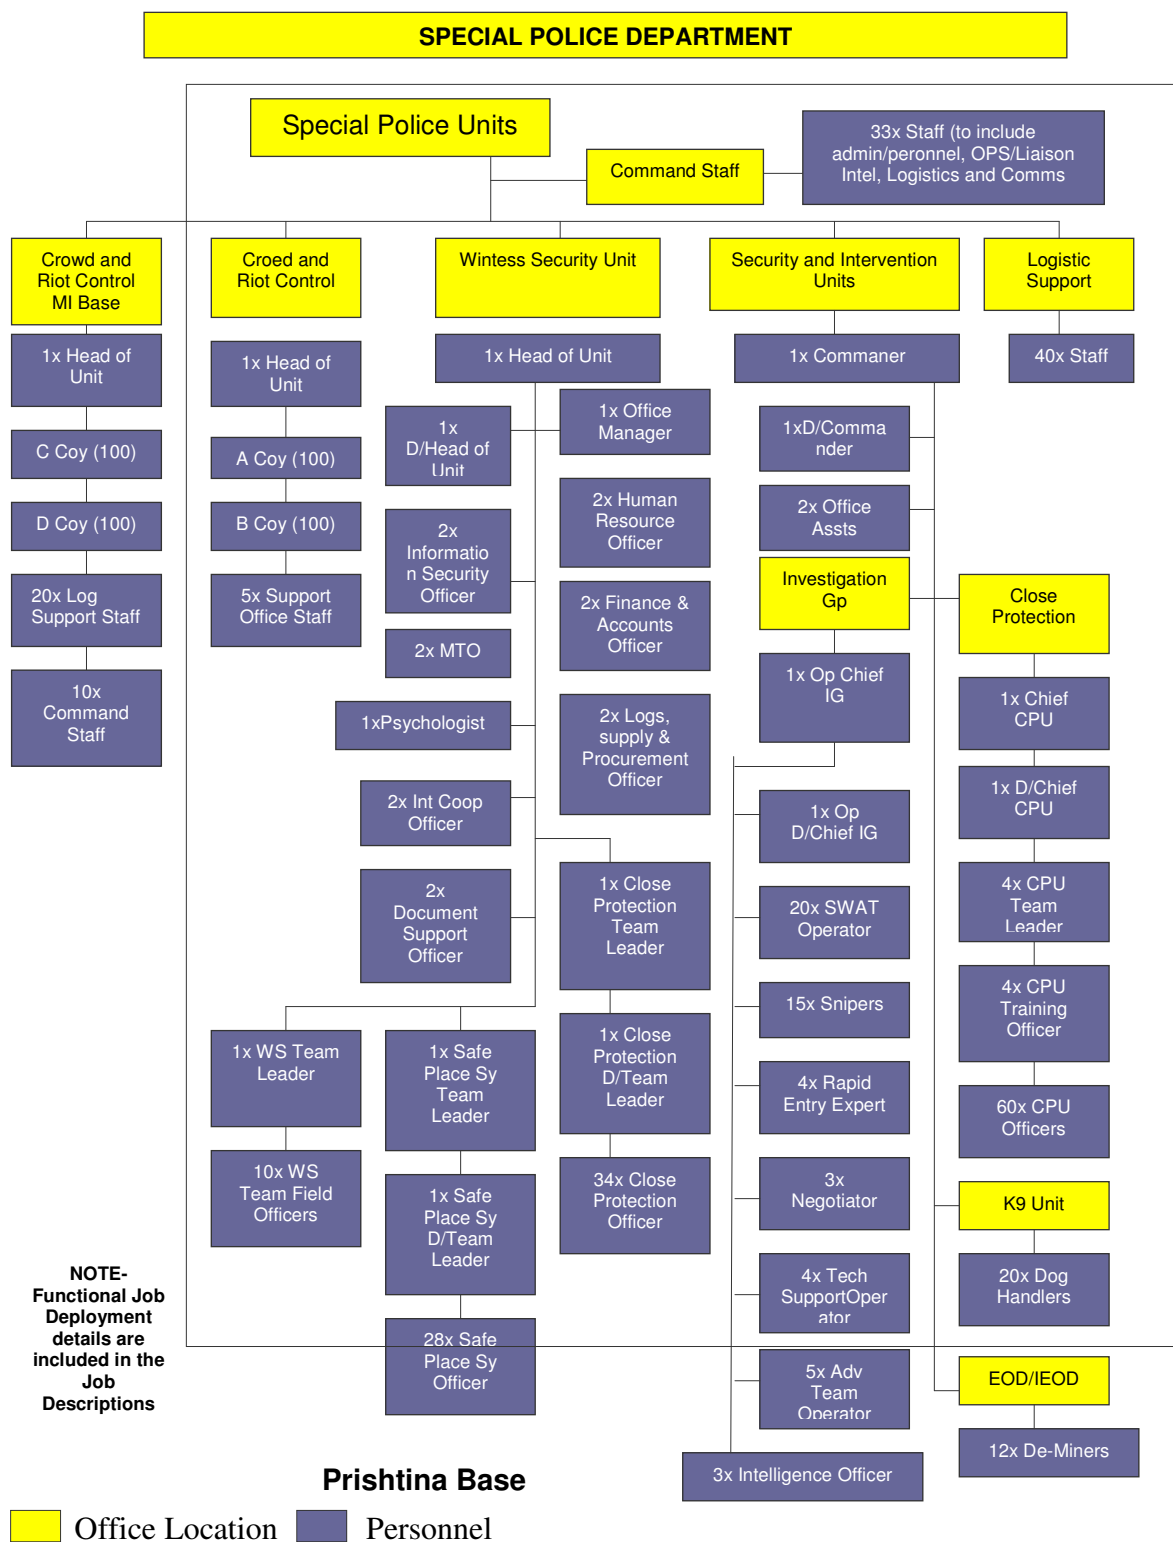 SPECIAL POLICE DEPARTMENT
Special Police Units
Command Staff
33x Staff (to include
admin/peronnel, OPS/Liaison
Intel, Logistics and Comms
Crowd and
Riot Control
MI Base
1x Head of
Unit
C Coy (100)
D Coy (100)
20x Log
Support Staff
10x
Command
Staff
Croed and
Riot Control
1x Head of
Unit
A Coy (100)
B Coy (100)
5x Support
Office Staff
Wintess Security Unit
1x Head of Unit
1x
D/Head of
Unit
1x Office
Manager
2x Human
Resource
Officer
2x
Informatio
n Security
Officer
2x Finance &
Accounts
Officer
2x MTO
1xPsychologist
2x Logs,
supply &
Procurement
Officer
2x Int Coop
Officer
2x
Document
Support
Officer
1x Close
Protection
Team
Leader
1x WS Team
Leader
10x WS
Team Field
Officers
1x Safe
Place Sy
Team
Leader
1x Safe
Place Sy
D/Team
Leader
28x Safe
Place Sy
Officer
1x Close
Protection
D/Team
Leader
34x Close
Protection
Officer
Security and Intervention
Units
1x Commaner
1xD/Comma
nder
2x Office
Assts
Investigation
Gp
1x Op Chief
IG
1x Op
D/Chief IG
20x SWAT
Operator
15x Snipers
4x Rapid
Entry Expert
3x
Negotiator
4x Tech
SupportOper
ator
5x Adv
Team
Operator
3x Intelligence Officer
Close
Protection
1x Chief
CPU
1x D/Chief
CPU
4x CPU
Team
Leader
4x CPU
Training
Officer
60x CPU
Officers
K9 Unit
20x Dog
Handlers
EOD/IEOD
12x De-Miners
Logistic
Support
40x Staff
NOTE-
Functional Job
Deployment
details are
included in the
Job
Descriptions
Prishtina Base
Office Location
Personnel